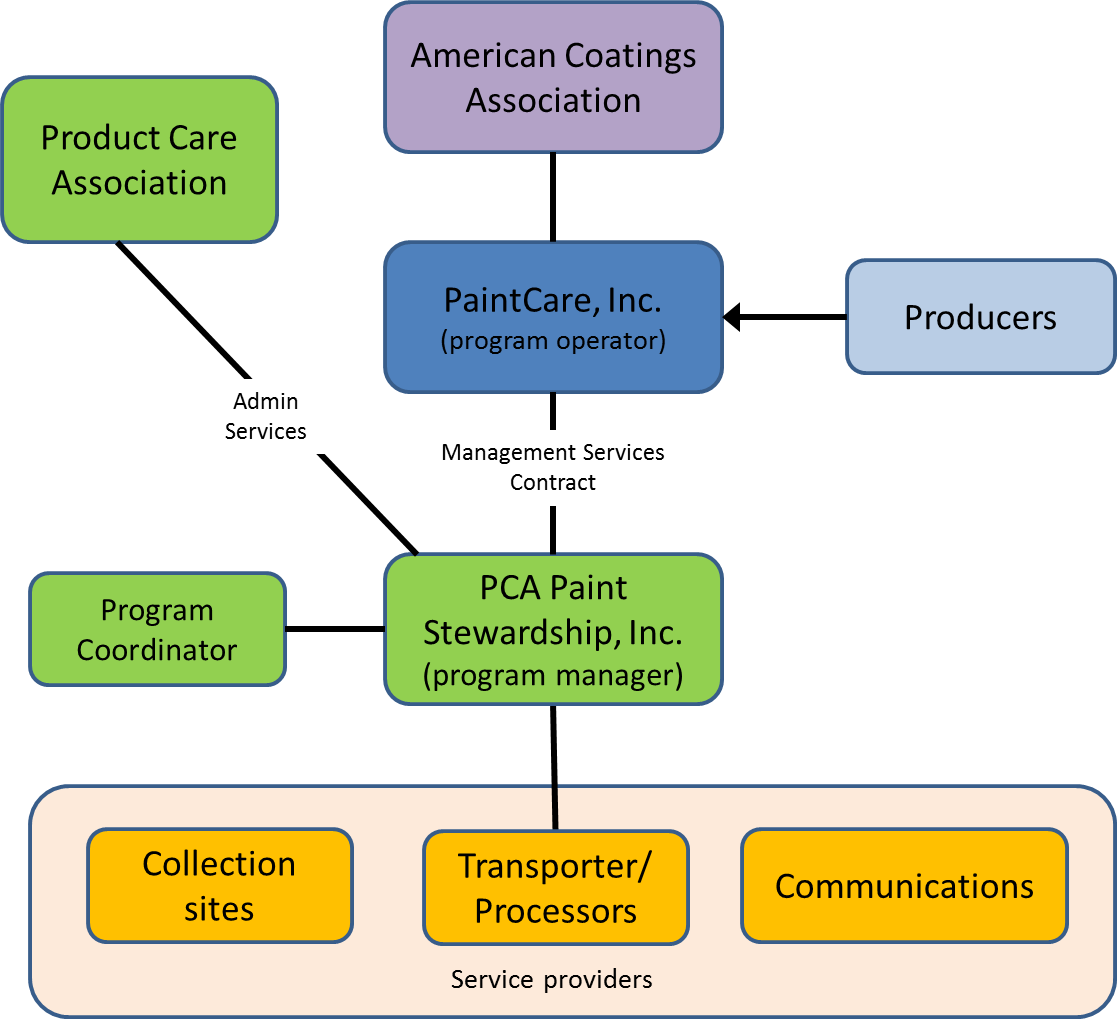 American Coatings
Association
Product Care
Association
PaintCare, Inc.
(program operator)
Producers
Admin
Services
Management Services
Contract
PCA Paint
Stewardship, Inc.
(program manager)
Program
Coordinator
Collection
sites
Transporter/
Processors
Communications
Service providers